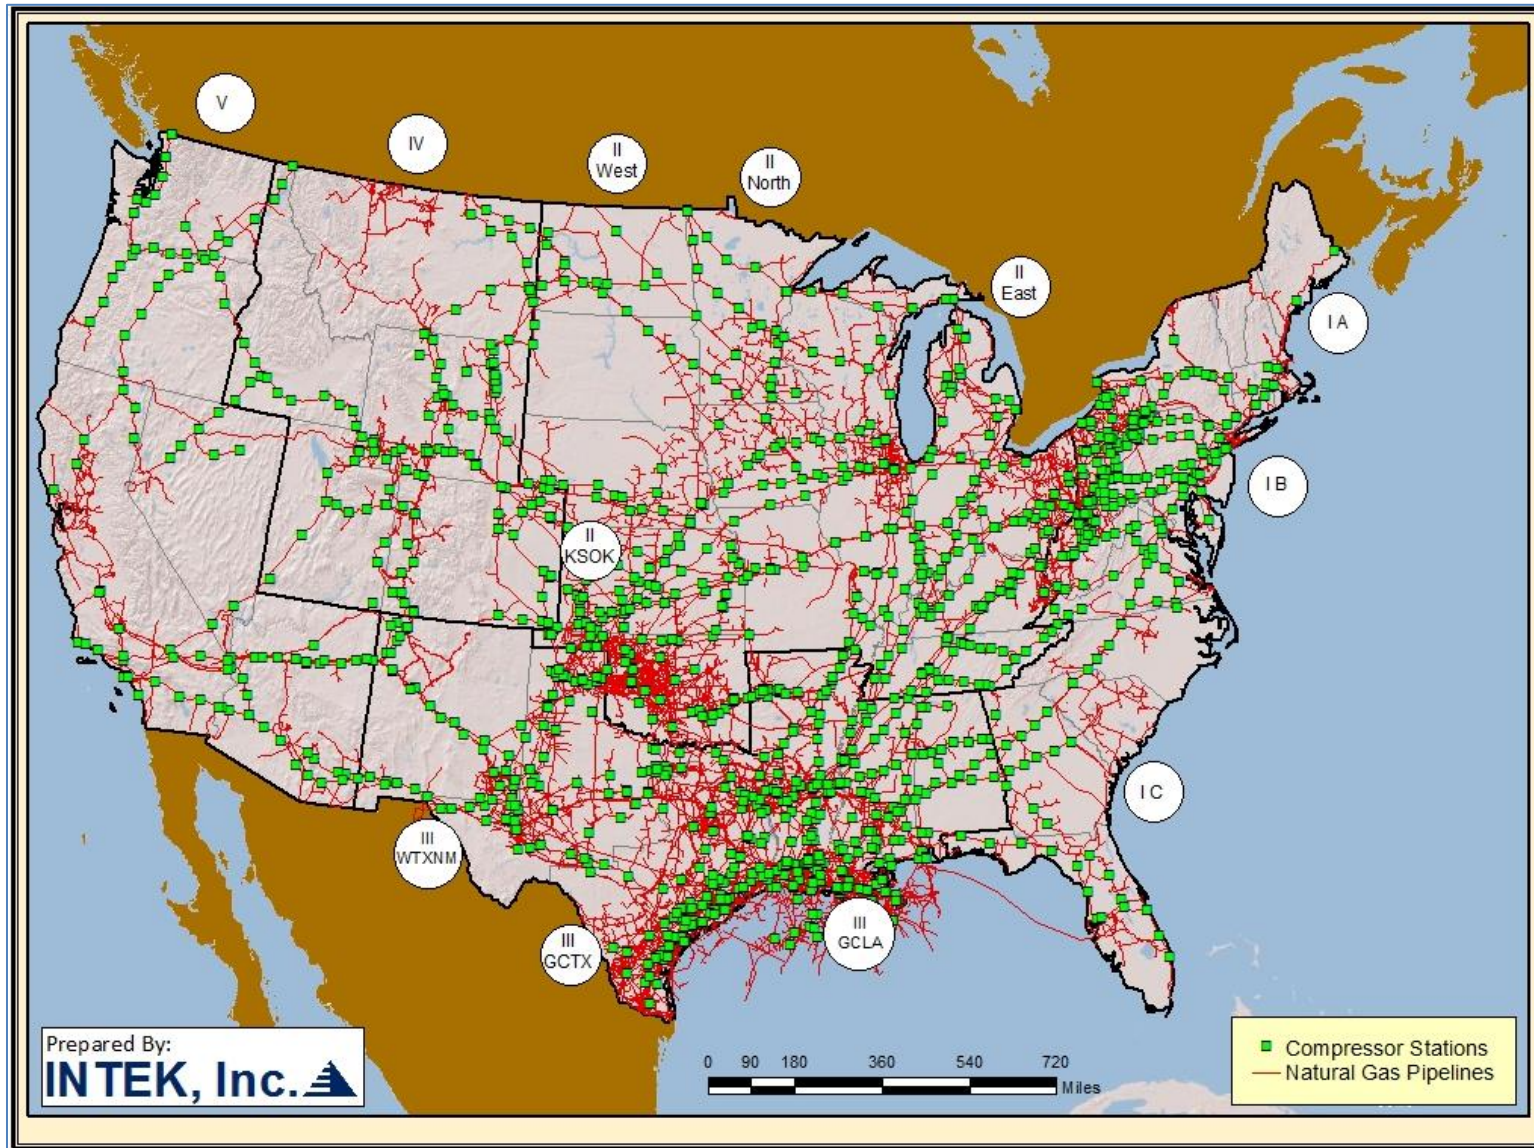 V
IV
II
West
II
North
II
East
I A
I B
II
KSOK
I C
III
WTXNM
III
GCTX
III
GCLA
Prepared By:
INTEK, Inc.
0 90 180 360 540 720
Miles
Compressor Stations
Natural Gas Pipelines